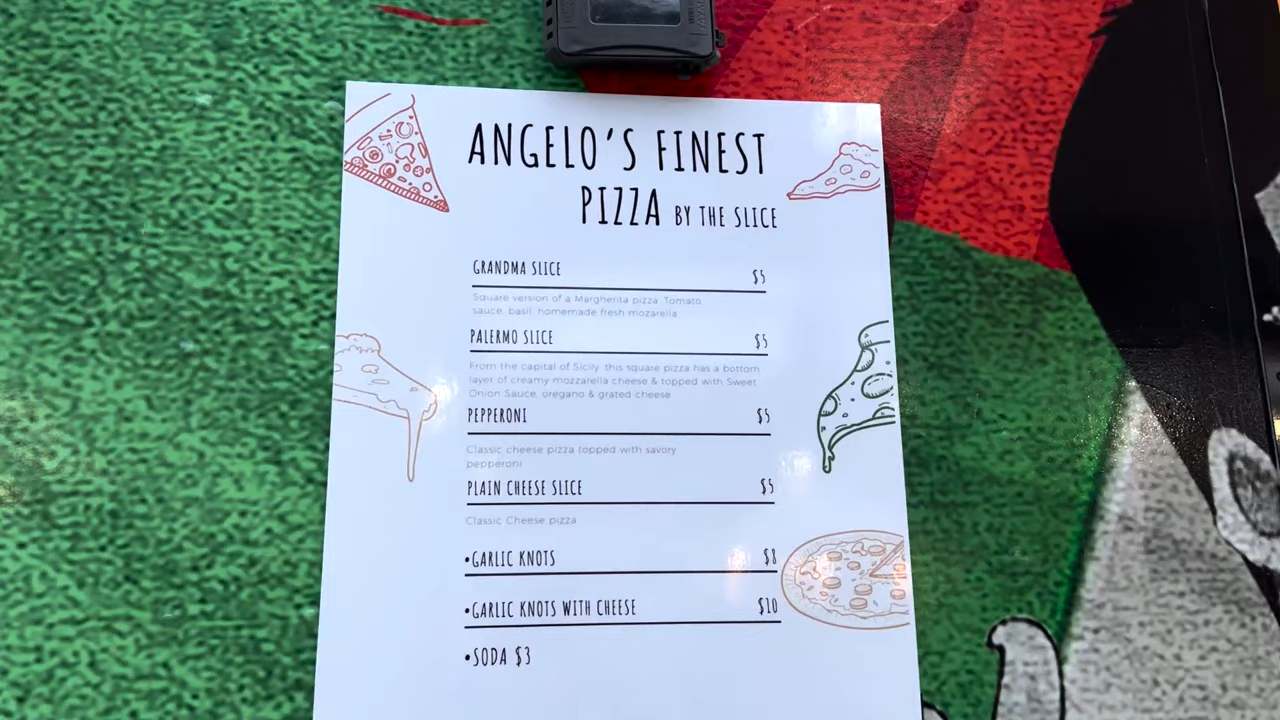 ANGELO'S FINEST
PIZZA BY THE SLICE
GRANDMA SLICE $5
Square version of a Margherita pizza. Tomato
sauce, basil, homemade fresh mozarella
PALERMO SLICE $5
From the capital of Sicily, this square pizza has a bottom
layer of creamy mozzarella cheese & topped with Sweet
Onion Sauce, oregano & grated cheese
PEPPERONI $5
Classic cheese pizza topped with savory
pepperoni
PLAIN CHEESE SLICE $5
Classic Cheese pizza
•GARLIC KNOTS $8
•GARLIC KNOTS WITH CHEESE $10
•SODA $3